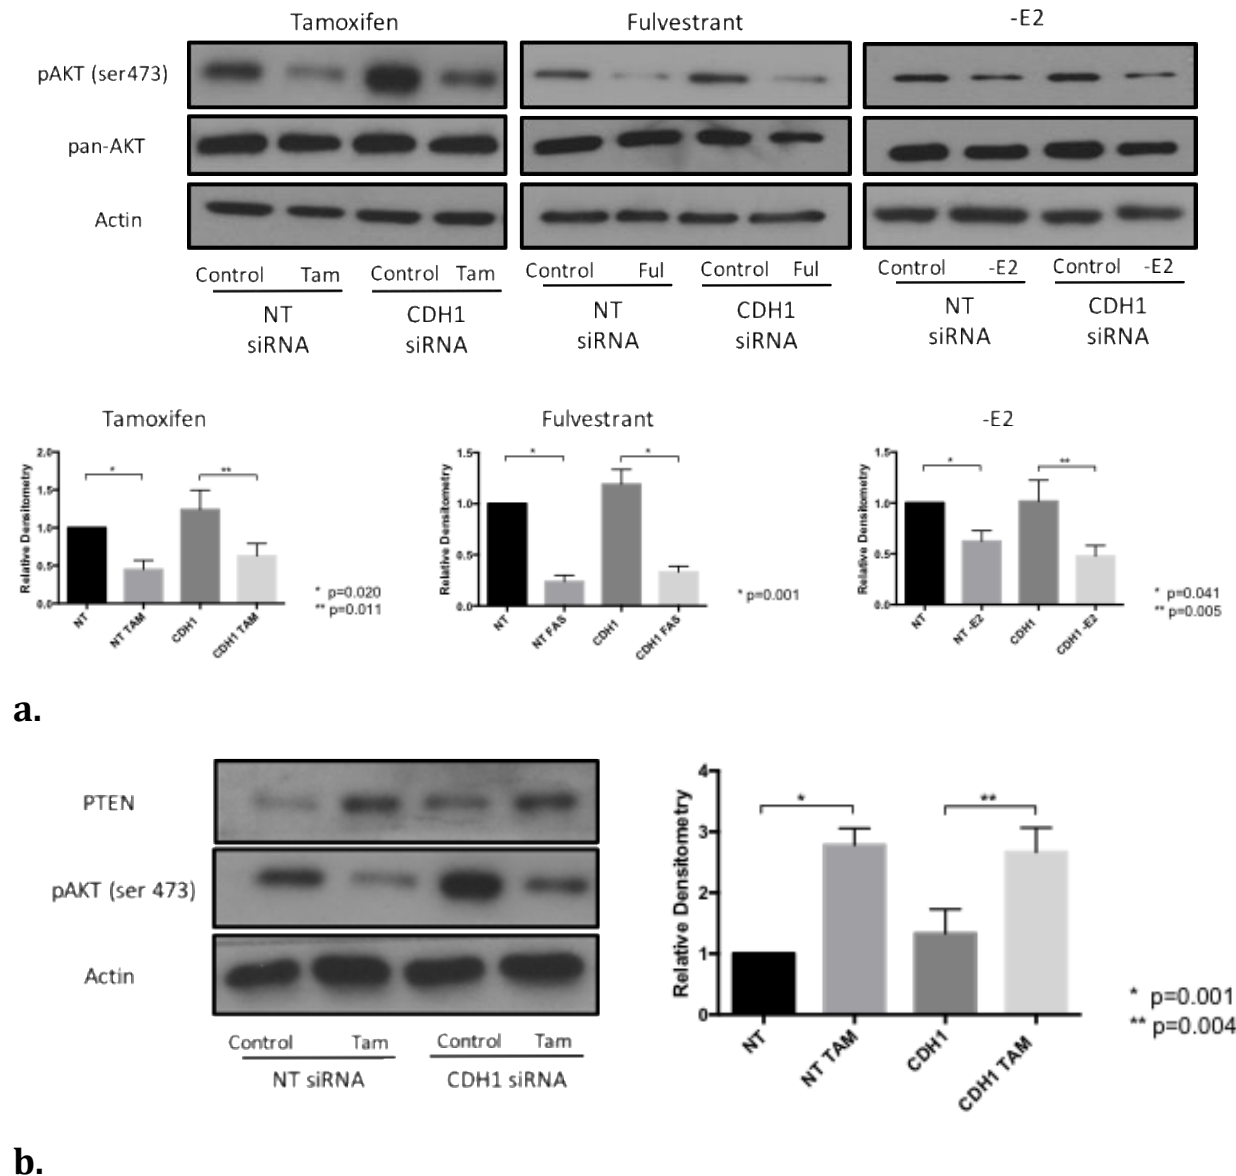 Tamoxifen
Fulvestrant
-E2
pAKT (ser473)
pan-AKT
Actin
Control Tam Control Tam Control Ful Control Ful Control -E2 Control -E2
NT siRNA
CDH1 siRNA
NT siRNA
CDH1 siRNA
NT siRNA
CDH1 siRNA
Tamoxifen
Relative Densitometry
2.0
1.5
1.0
0.5
0.0
NT
NT TAM
CDH1
CDH1 TAM
*
**
* p=0.020
** p=0.011
Fulvestrant
Relative Densitometry
1.5
1.0
0.5
0.0
NT
NT FAS
CDH1
CDH1 FAS
*
*
* p=0.001
-E2
Relative Densitometry
1.5
1.0
0.5
0.0
NT
NT -E2
CDH1
CDH1 -E2
*
**
* p=0.041
** p=0.005
a.
PTEN
pAKT (ser 473)
Actin
Control Tam Control Tam
NT siRNA CDH1 siRNA
Relative Densitometry
4
3
2
1
0
NT
NT TAM
CDH1
CDH1 TAM
*
**
* p=0.001
** p=0.004
b.